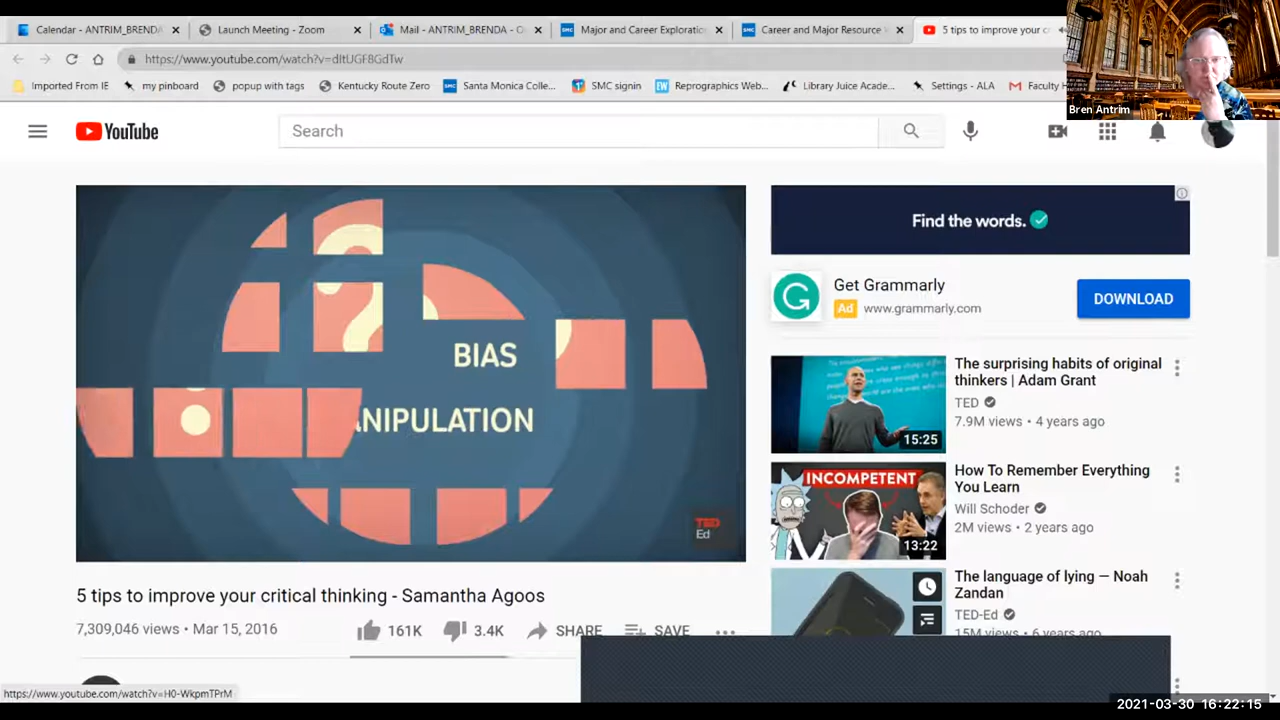 Calendar - ANTRIM_BRENDA
Launch Meeting - Zoom
Mail - ANTRIM_BRENDA - O
Major and Career Exploratio
Career and Major Resource
5 tips to improve your c
https://www.youtube.com/watch?v=dItUGF8GdTw
Imported From IE
my pinboard
popup with tags
Kentucky Routes,
Santa Monica Colle...
SMC signin
Reprographics Web...
Library Juice Acade...
Settings - ALA
Faculty
Bren Antrim
YouTube
Search
BIAS
NIPULATION
TED
Ed
Find the words.
Get Grammarly
Ad www.grammarly.com
DOWNLOAD
The surprising habits of original
thinkers | Adam Grant
TED
7.9M views • 4 years ago
15:25
INCOMPETENT
How To Remember Everything
You Learn
Will Schoder
2M views • 2 years ago
13:22
The language of lying — Noah
Zandan
TED-Ed
15M views • 6 years ago
5 tips to improve your critical thinking - Samantha Agoos
7,309,046 views • Mar 15, 2016
161K
3.4K
SHARE
SAVE
https://www.youtube.com/watch?v=H0-WkpmTPrM
2021-03-30 16:22:15